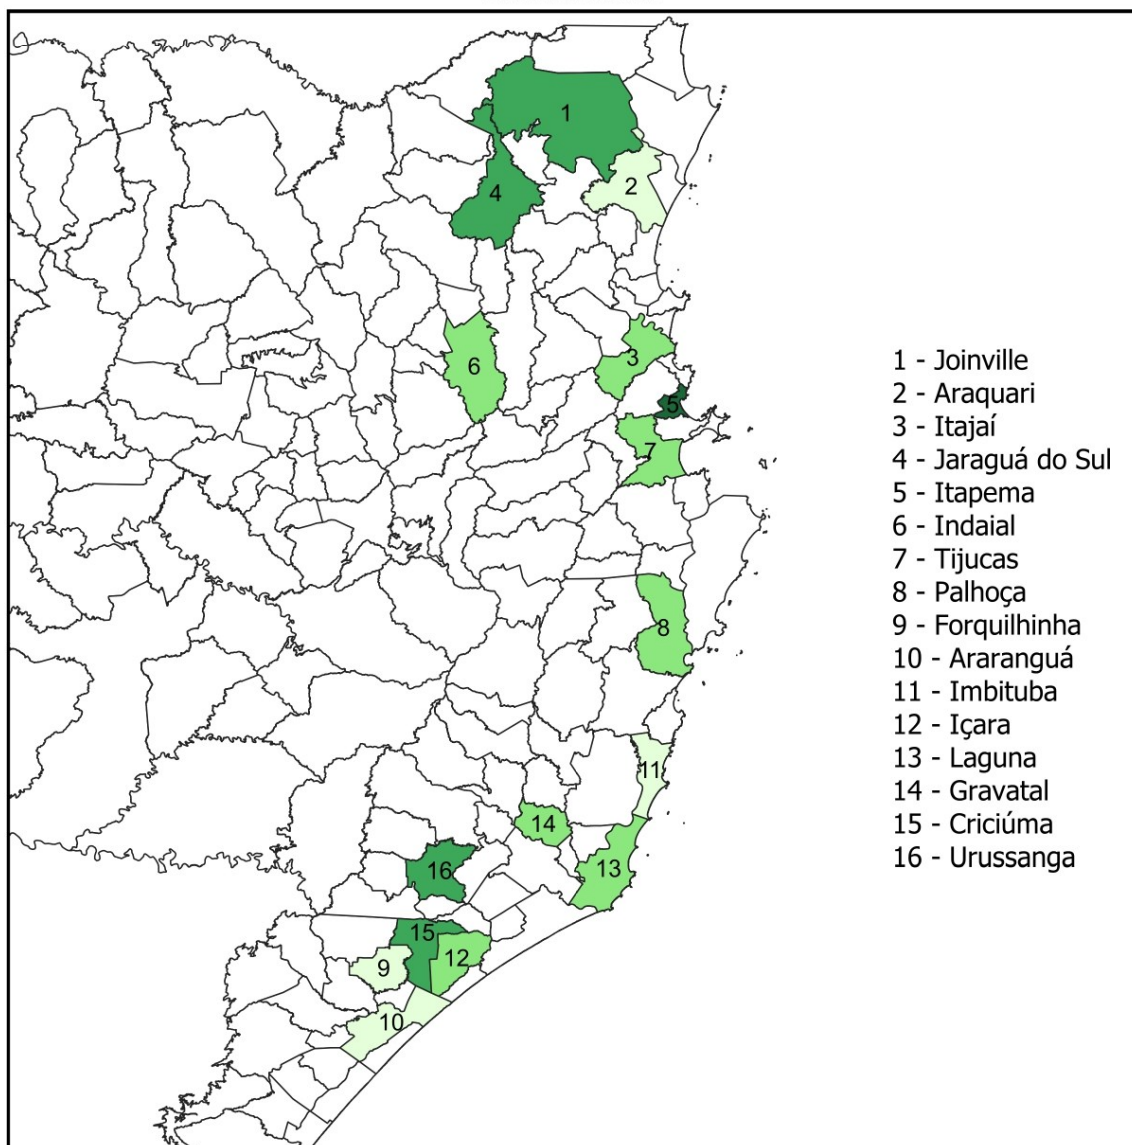 1
2
4
3
6
5
7
8
11
14
13
16
15
12
9
10
1 - Joinville
2 - Araquari
3 - Itajaí
4 - Jaraguá do Sul
5 - Itapema
6 - Indaial
7 - Tijucas
8 - Palhoça
9 - Forquilhinha
10 - Araranguá
11 - Imbituba
12 - Içara
13 - Laguna
14 - Gravatal
15 - Criciúma
16 - Urussanga